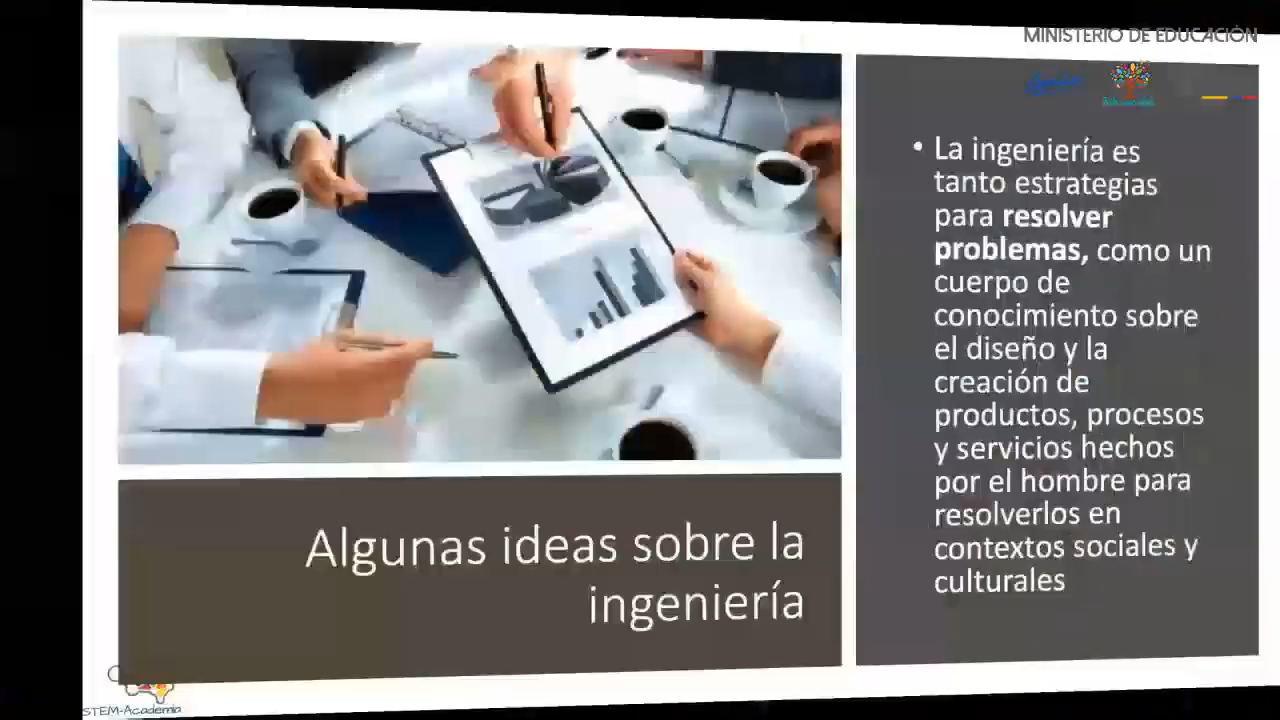 MINISTERIO DE EDUCACIÓN
• La ingeniería es
tanto estrategias
para resolver
problemas, como un
cuerpo de
conocimiento sobre
el diseño y la
creación de
productos, procesos
y servicios hechos
por el hombre para
resolverlos en
contextos sociales y
culturales
Algunas ideas sobre la
ingeniería
STEM-Academia